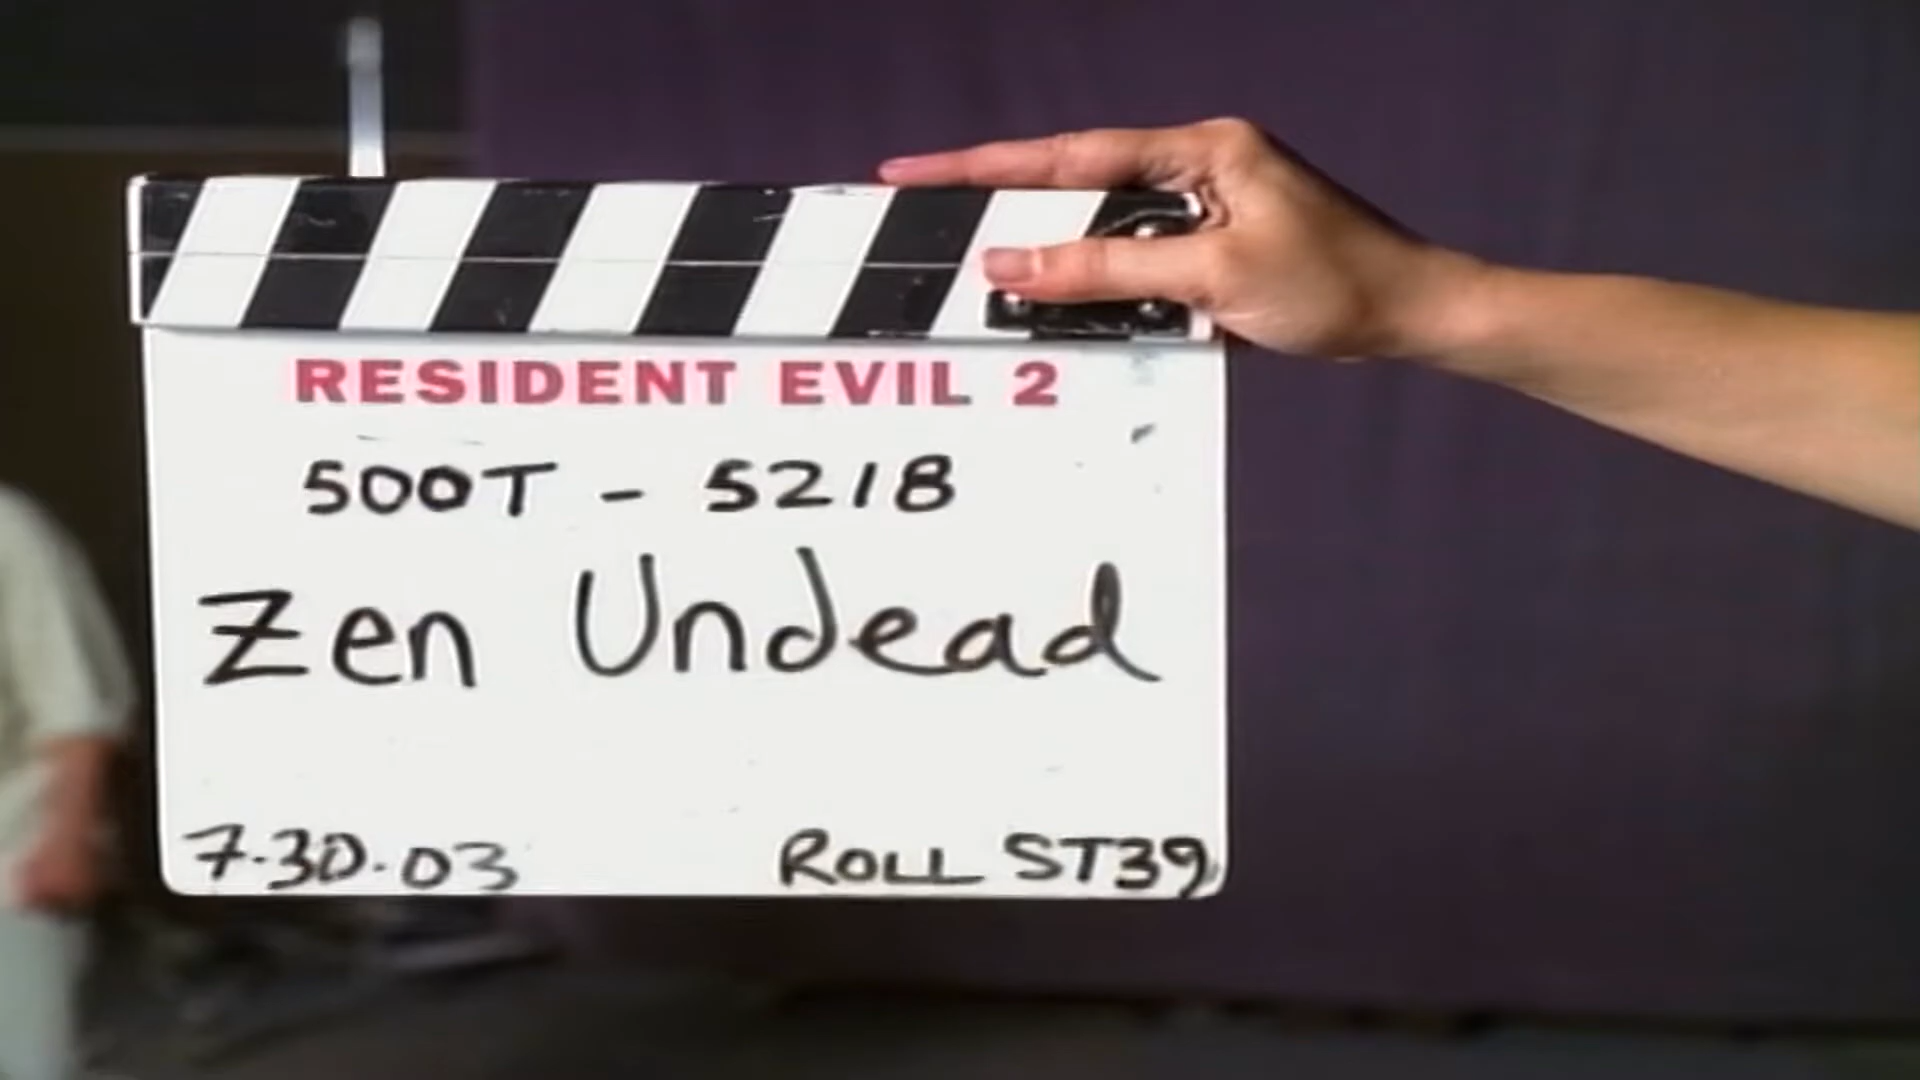 RESIDENT EVIL 2
500T - 5218
Zen Undead
7.30.03
ROLL ST39